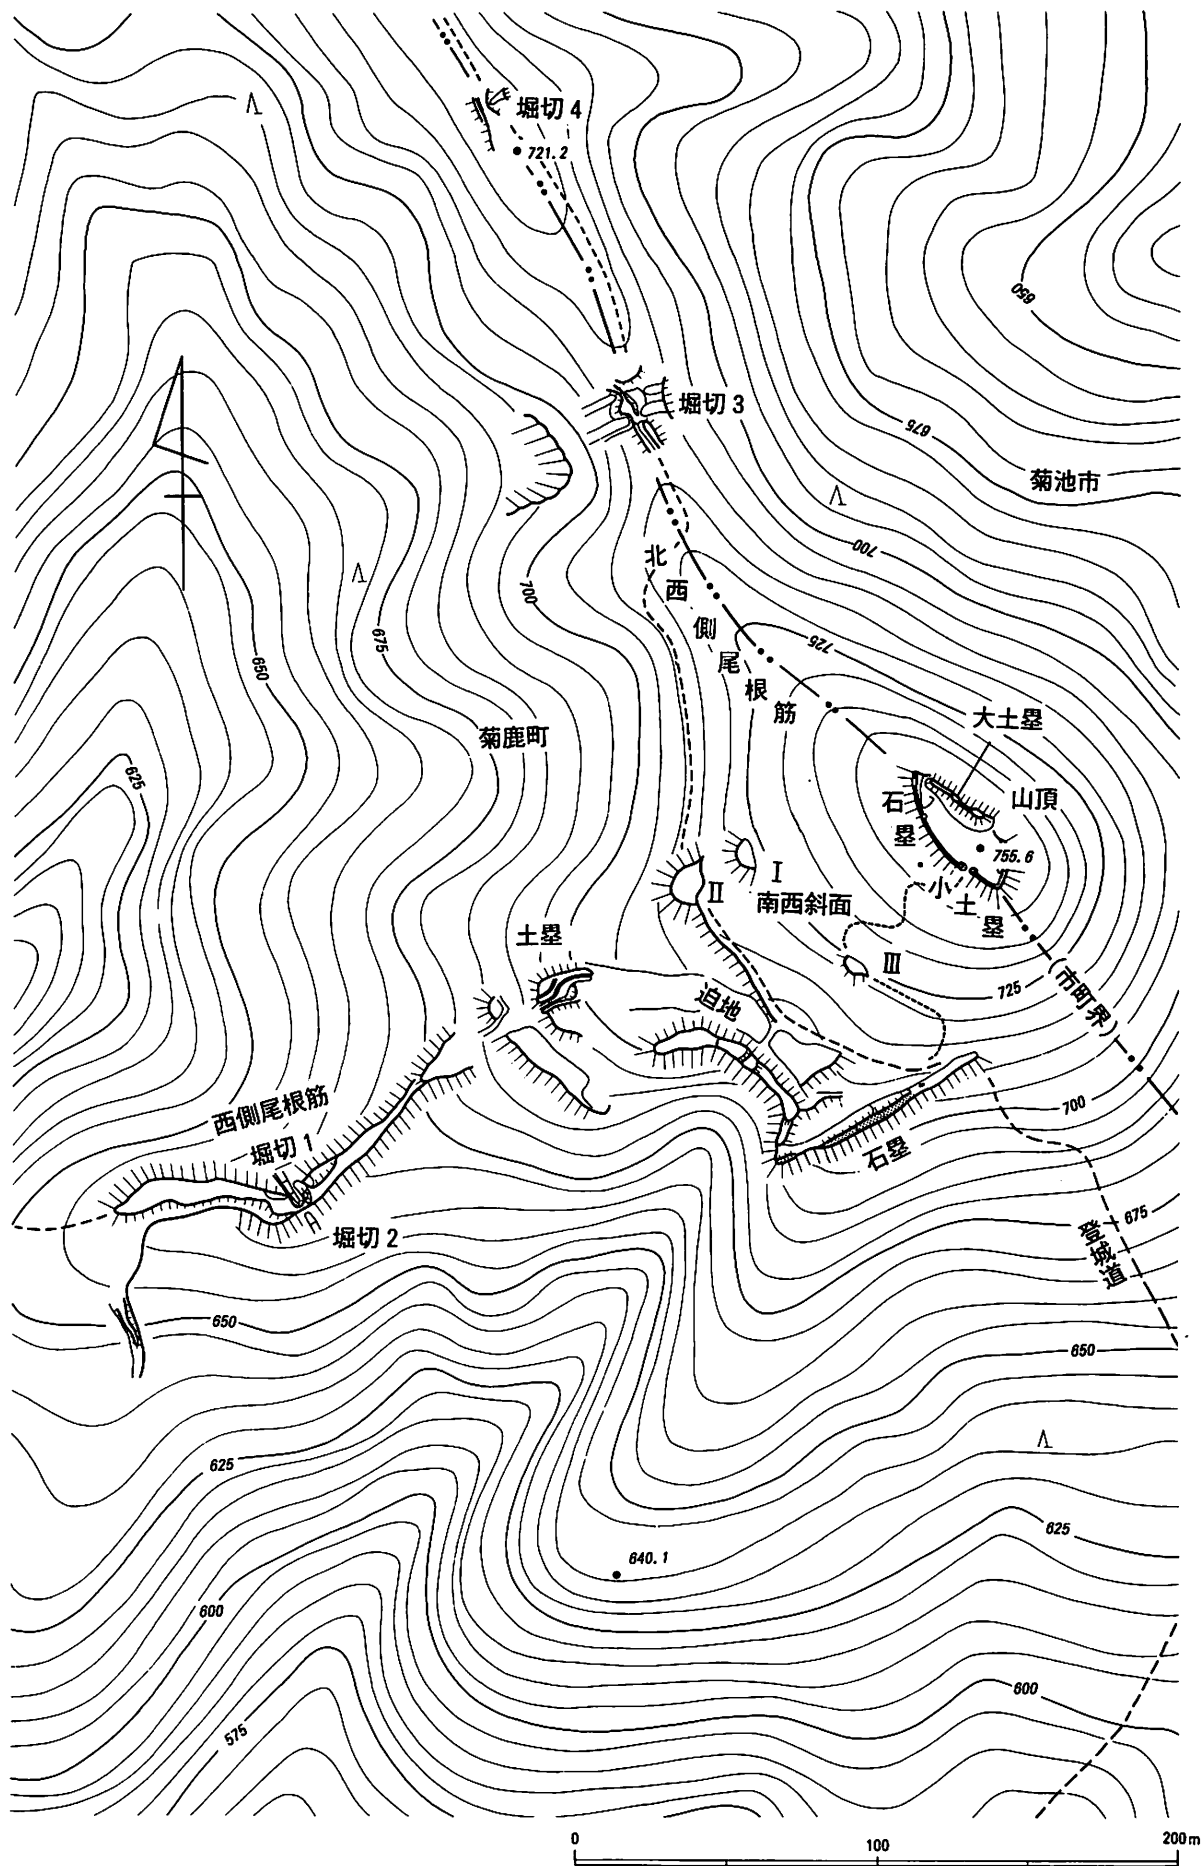 堀切4
721.2
650
堀切3
675
菊池市
700
北西側尾根筋
700
675
650
725
大土塁
菊鹿町
625
山頂
石塁
755.6
小土塁
I
II
南西斜面
III
土塁
迫地
725
(市町界)
西側尾根筋
堀切1
700
石塁
堀切2
675
登城道
650
650
625
625
640.1
600
600
575
0 100 200m